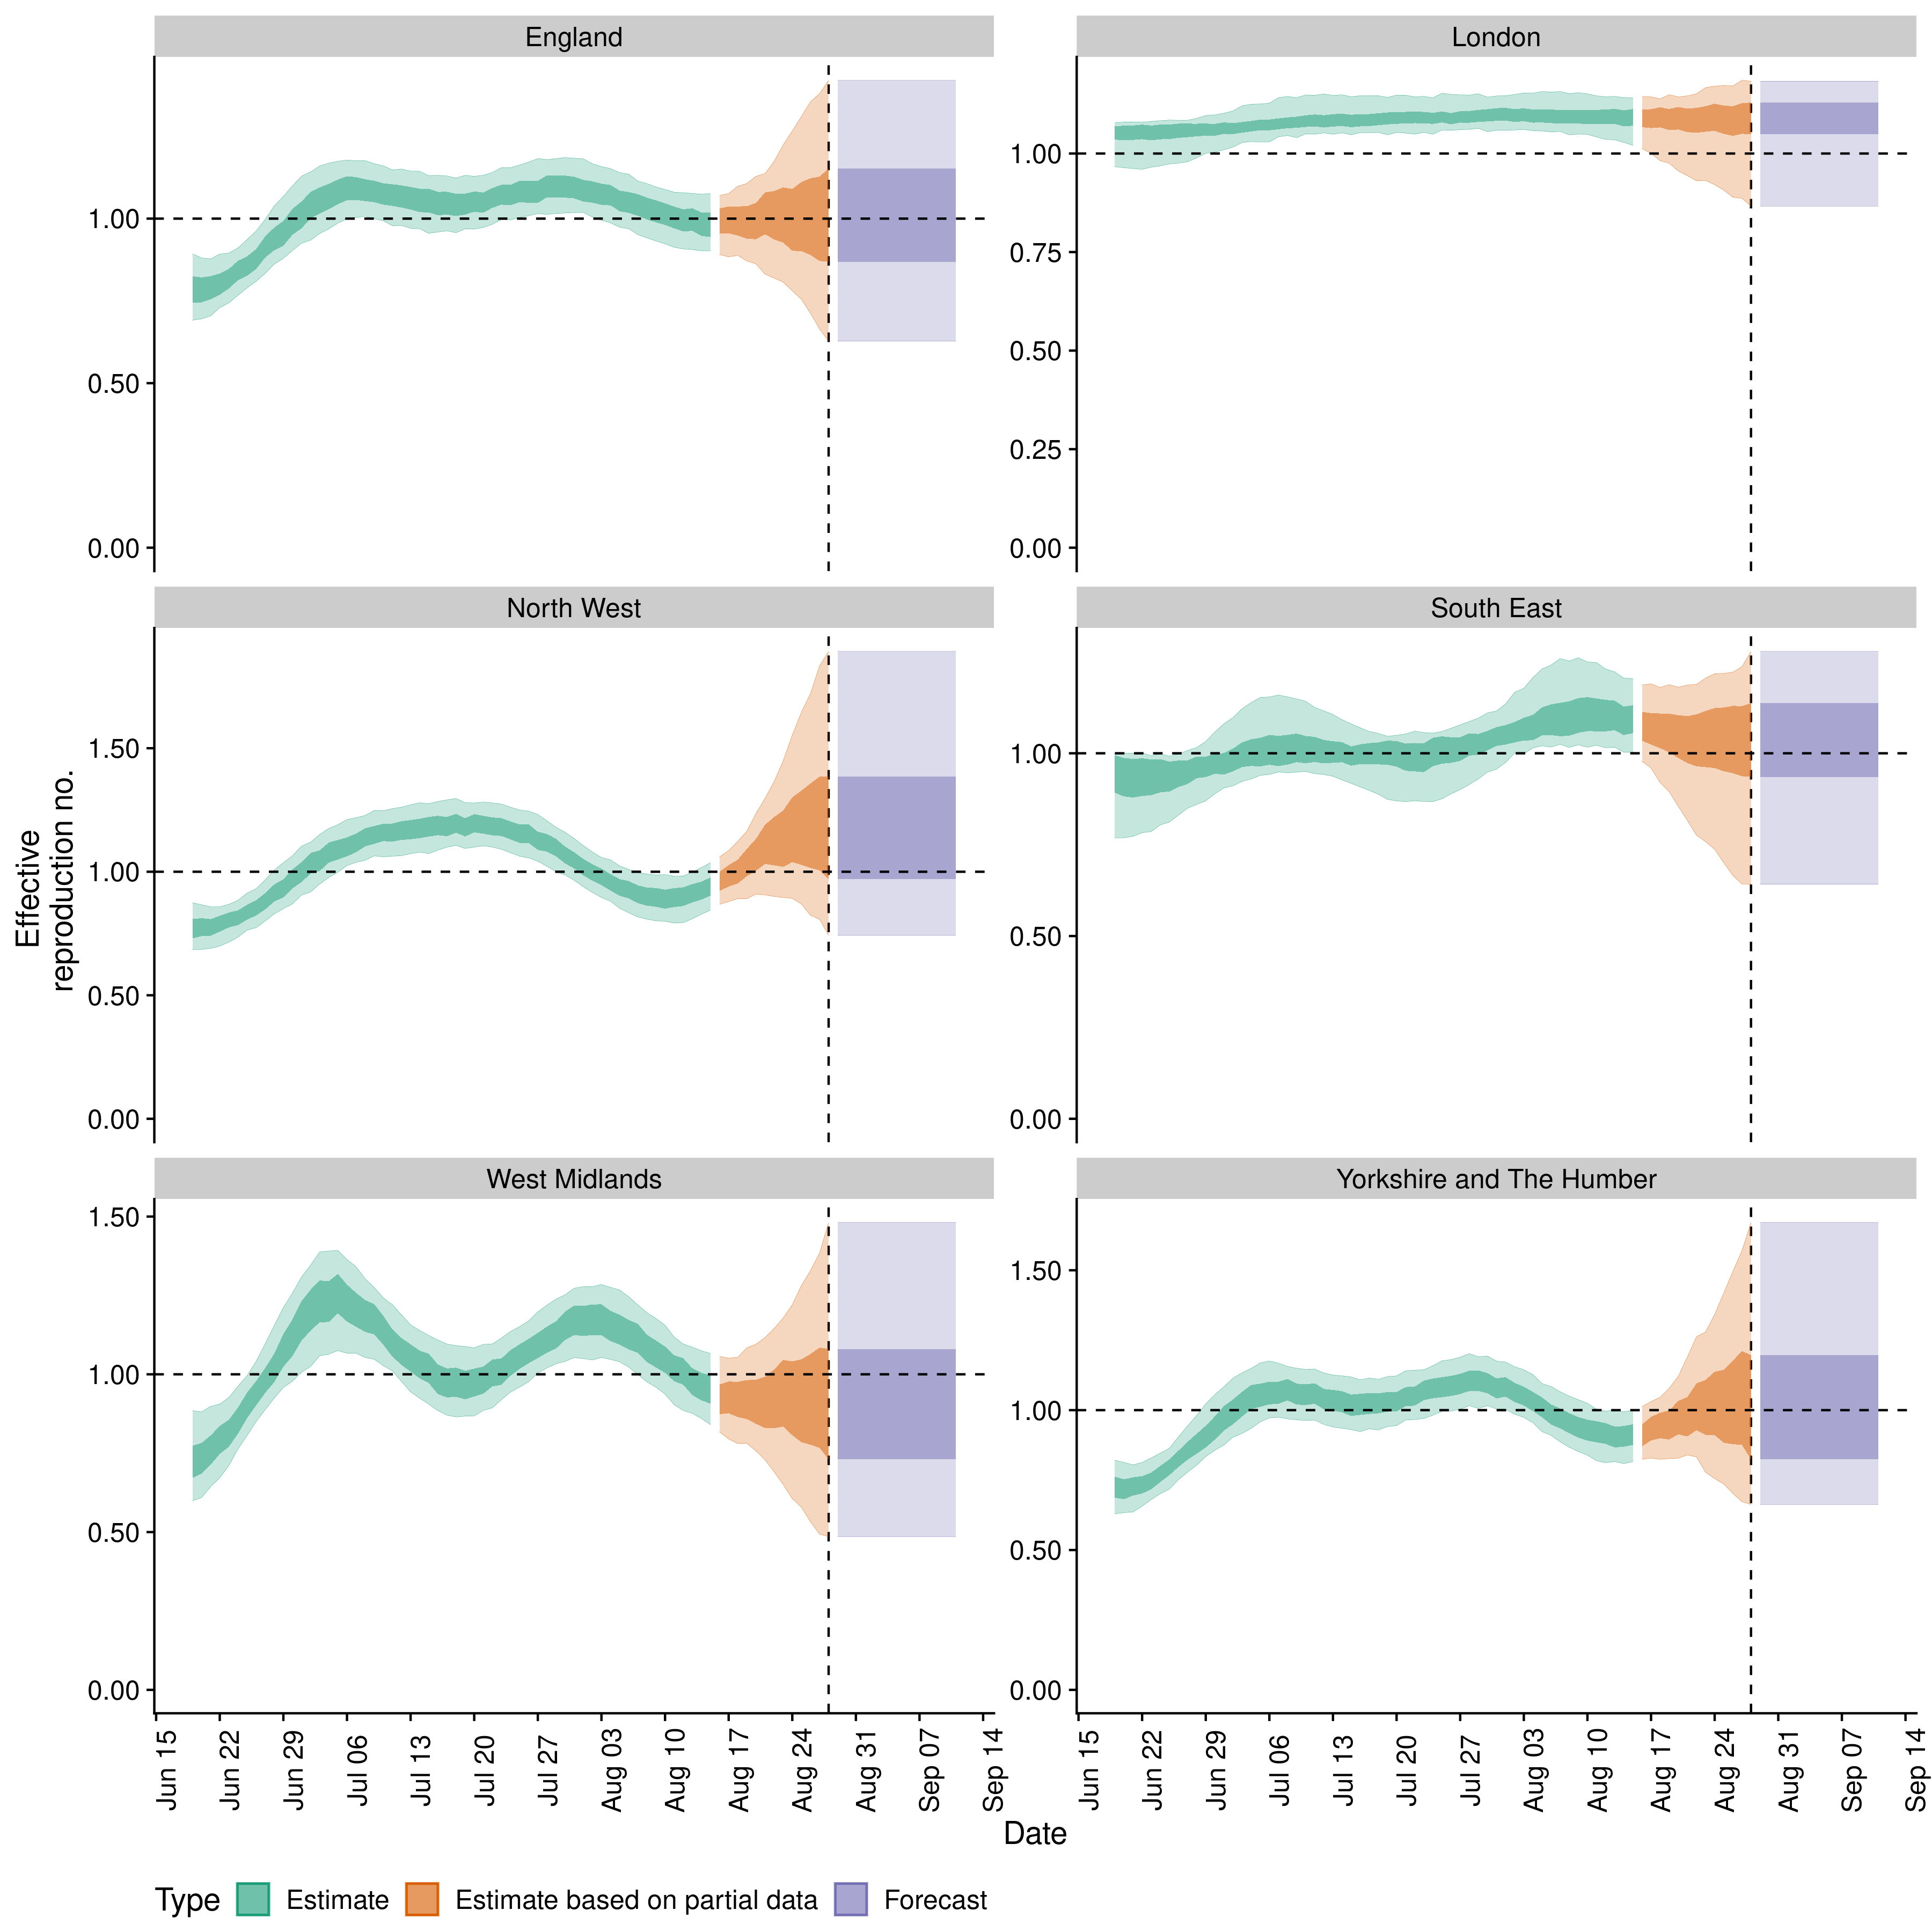 England
London
1.00
0.50
0.00
1.00
0.75
0.50
0.25
0.00
North West
South East
Effective
reproduction no.
1.50
1.00
0.50
0.00
1.00
0.50
0.00
West Midlands
Yorkshire and The Humber
1.50
1.00
0.50
0.00
1.50
1.00
0.50
0.00
Jun 15
Jun 22
Jun 29
Jul 06
Jul 13
Jul 20
Jul 27
Aug 03
Aug 10
Aug 17
Aug 24
Aug 31
Sep 07
Sep 14
Jun 15
Jun 22
Jun 29
Jul 06
Jul 13
Jul 20
Jul 27
Aug 03
Aug 10
Aug 17
Aug 24
Aug 31
Sep 07
Sep 14
Date
Type Estimate Estimate based on partial data Forecast